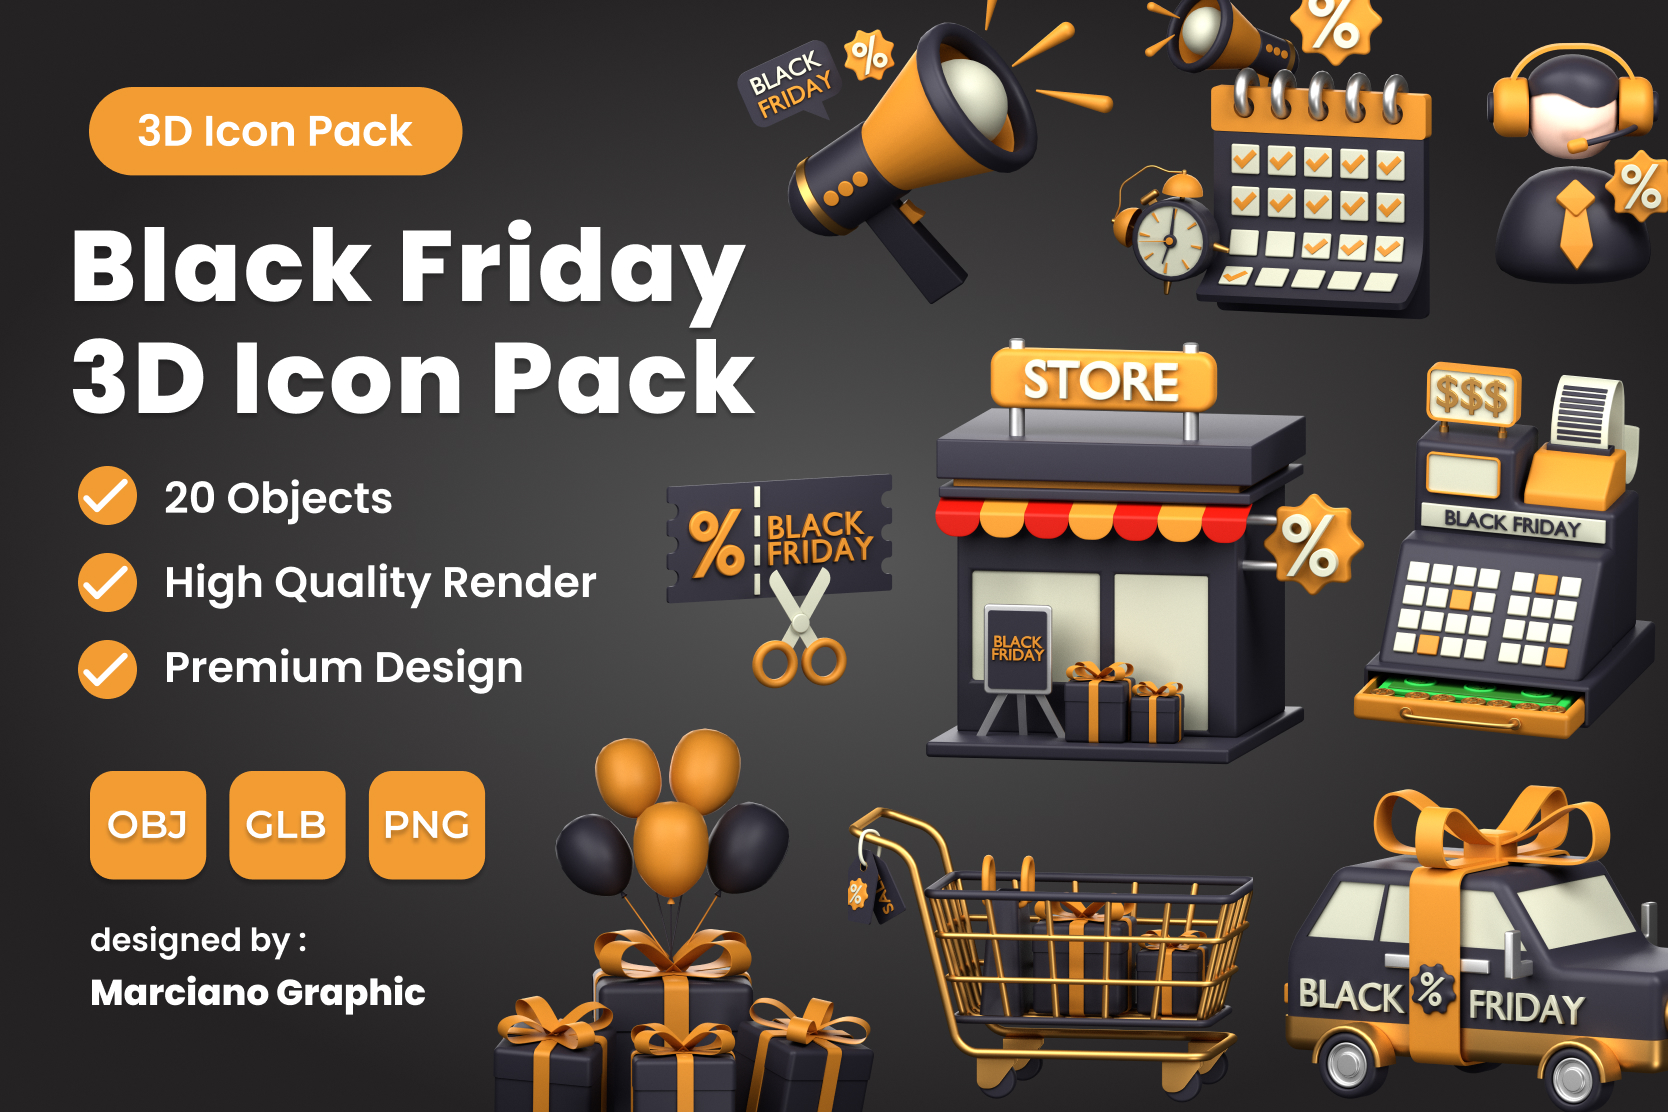 3D Icon Pack
Black Friday
3D Icon Pack
20 Objects
High Quality Render
Premium Design
OBJ
GLB
PNG
designed by :
Marciano Graphic
BLACK
FRIDAY
%
%
%
STORE
%
BLACK
FRIDAY
$$$
BLACK FRIDAY
%
BLACK
FRIDAY
%
BLACK % FRIDAY